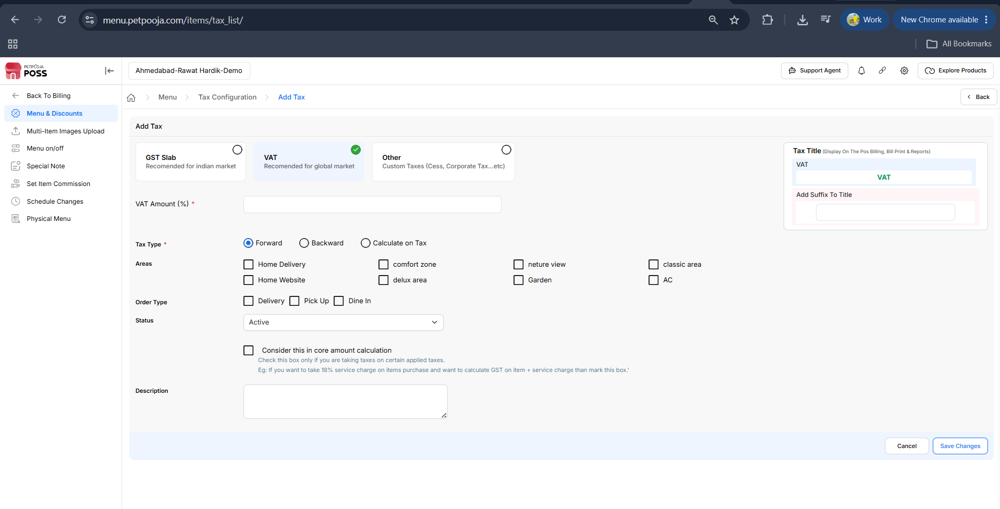 menu.petpooja.com/items/tax_list/
Work
New Chrome available
All Bookmarks
PETPOOJA
POSS
Ahmedabad-Rawat Hardik-Demo
Support Agent
Explore Products
Back To Billing
Menu
Tax Configuration
Add Tax
Back
Menu & Discounts
Multi-Item Images Upload
Menu on/off
Special Note
Set Item Commission
Schedule Changes
Physical Menu
Add Tax
GST Slab
Recomended for indian market
VAT
Recomended for global market
Other
Custom Taxes (Cess, Corporate Tax...etc)
Tax Title (Display On The Pos Billing, Bill Print & Reports)
VAT
VAT
Add Suffix To Title
VAT Amount (%) *
Tax Type *
Forward
Backward
Calculate on Tax
Areas
Home Delivery
comfort zone
neture view
classic area
Home Website
delux area
Garden
AC
Order Type
Delivery
Pick Up
Dine In
Status
Active
Consider this in core amount calculation
Check this box only if you are taking taxes on certain applied taxes.
Eg: If you want to take 18% service charge on items purchase and want to calculate GST on item + service charge than mark this box.'
Description
Cancel
Save Changes